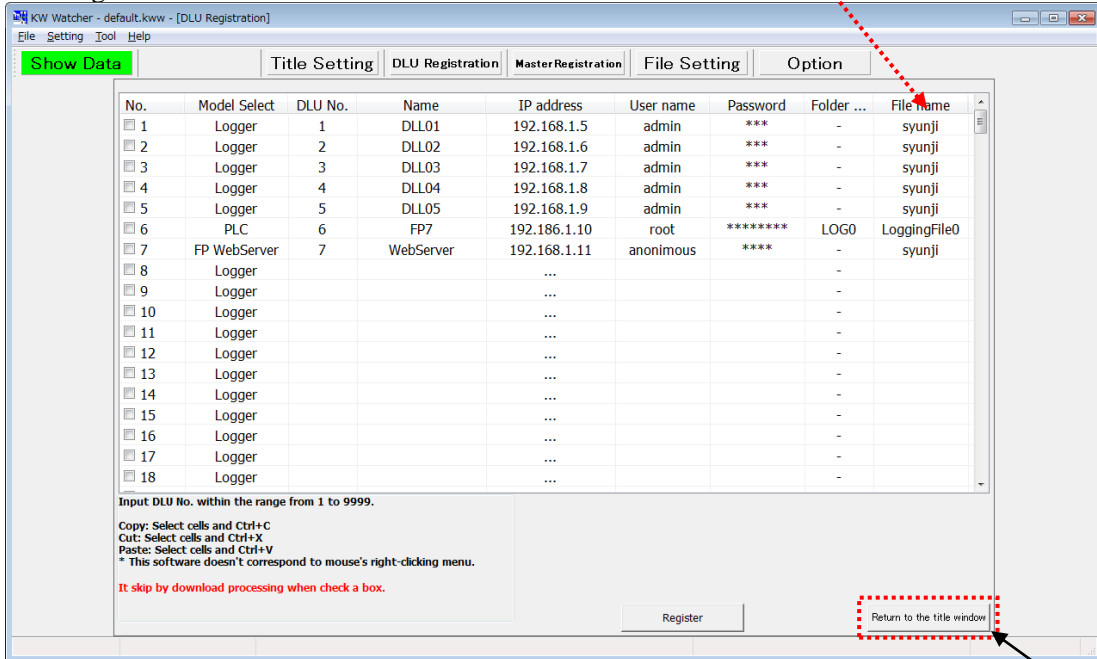 KW Watcher - default.kww - [DLU Registration]
File Setting Tool Help
Show Data Title Setting DLU Registration MasterRegistration File Setting Option
No. Model Select DLU No. Name IP address User name Password Folder ... File name
1 Logger 1 DLL01 192.168.1.5 admin *** - syunji
2 Logger 2 DLL02 192.168.1.6 admin *** - syunji
3 Logger 3 DLL03 192.168.1.7 admin *** - syunji
4 Logger 4 DLL04 192.168.1.8 admin *** - syunji
5 Logger 5 DLL05 192.168.1.9 admin *** - syunji
6 PLC 6 FP7 192.186.1.10 root ******** LOG0 LoggingFile0
7 FP WebServer 7 WebServer 192.168.1.11 anonimous **** - syunji
8 Logger ... -
9 Logger ... -
10 Logger ... -
11 Logger ... -
12 Logger ... -
13 Logger ... -
14 Logger ... -
15 Logger ... -
16 Logger ... -
17 Logger ... -
18 Logger ... -
Input DLU No. within the range from 1 to 9999.
Copy: Select cells and Ctrl+C
Cut: Select cells and Ctrl+X
Paste: Select cells and Ctrl+V
* This software doesn't correspond to mouse's right-clicking menu.
It skip by download processing when check a box.
Register Return to the title window